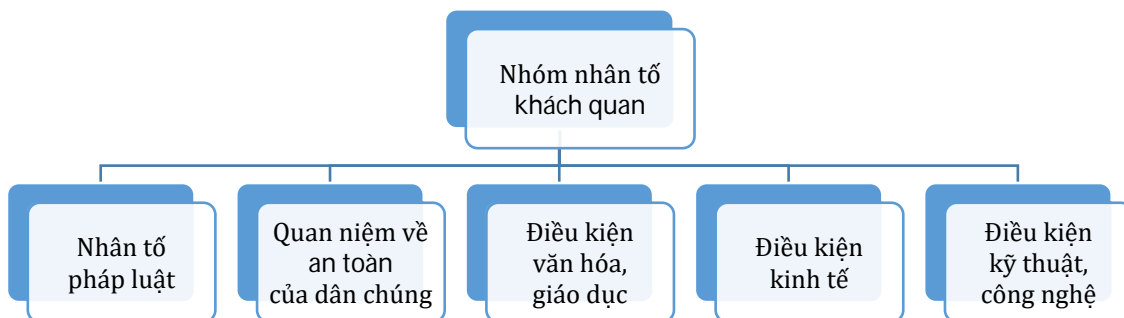 Nhóm nhân tố
khách quan
Nhân tố
pháp luật
Quan niệm về
an toàn
của dân chúng
Điều kiện
văn hóa,
giáo dục
Điều kiện
kinh tế
Điều kiện
kỹ thuật,
công nghệ